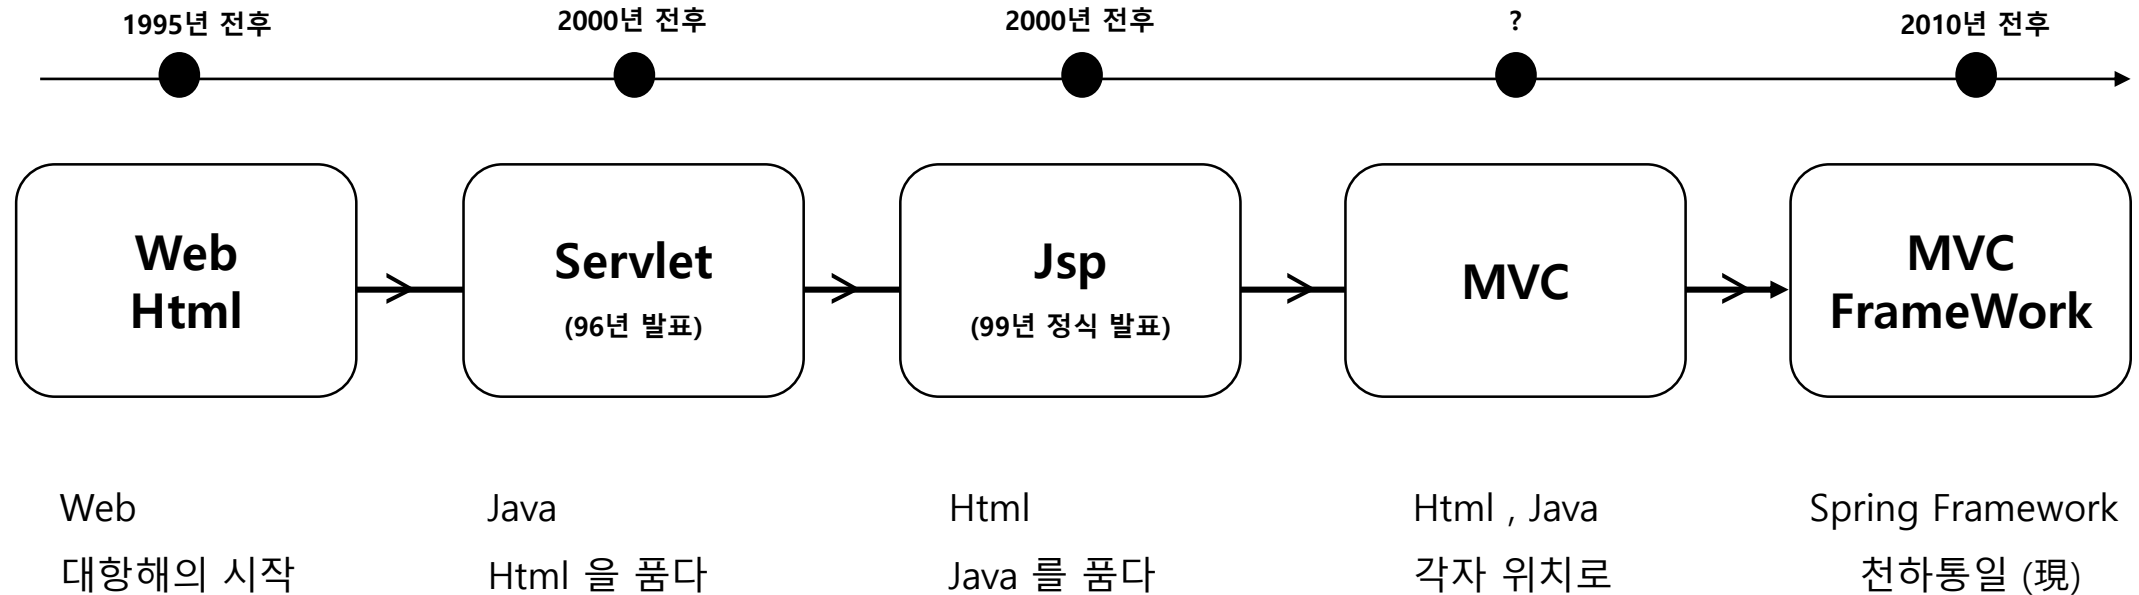 1995년 전후
2000년 전후
2000년 전후
?
2010년 전후
Web
Html
Servlet
(96년 발표)
Jsp
(99년 정식 발표)
MVC
MVC
FrameWork
Web
대항해의 시작
Java
Html 을 품다
Html
Java 를 품다
Html , Java
각자 위치로
Spring Framework
천하통일 (現)